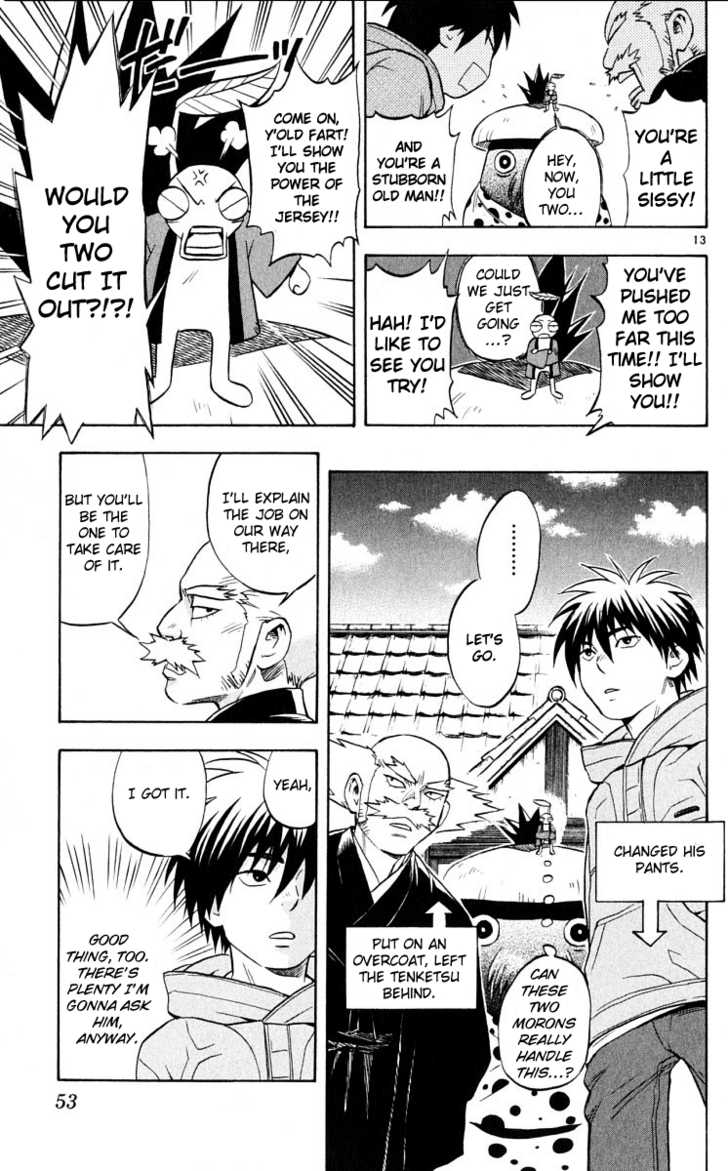 YOU'RE
A
LITTLE
SISSY!
AND
YOU'RE A
STUBBORN
OLD MAN!!
HEY,
NOW,
YOU
TWO...
13
YOU'VE
PUSHED
ME TOO
FAR THIS
TIME!! I'LL
SHOW
YOU!!
COULD
WE JUST
GET
GOING
...?
HAH! I'D
LIKE TO
SEE YOU
TRY!
COME ON,
Y'OLD FART!
I'LL SHOW
YOU THE
POWER OF
THE
JERSEY!!
WOULD
YOU
TWO
CUT IT
OUT?!?!
.........
LET'S
GO.
CHANGED HIS
PANTS.
PUT ON AN
OVERCOAT, LEFT
THE TENKETSU
BEHIND.
CAN
THESE
TWO
MORONS
REALLY
HANDLE
THIS...?
I'LL EXPLAIN
THE JOB ON
OUR WAY
THERE,
BUT YOU'LL
BE THE
ONE TO
TAKE CARE
OF IT.
YEAH,
I GOT IT.
GOOD
THING, TOO.
THERE'S
PLENTY I'M
GONNA ASK
HIM,
ANYWAY.
53